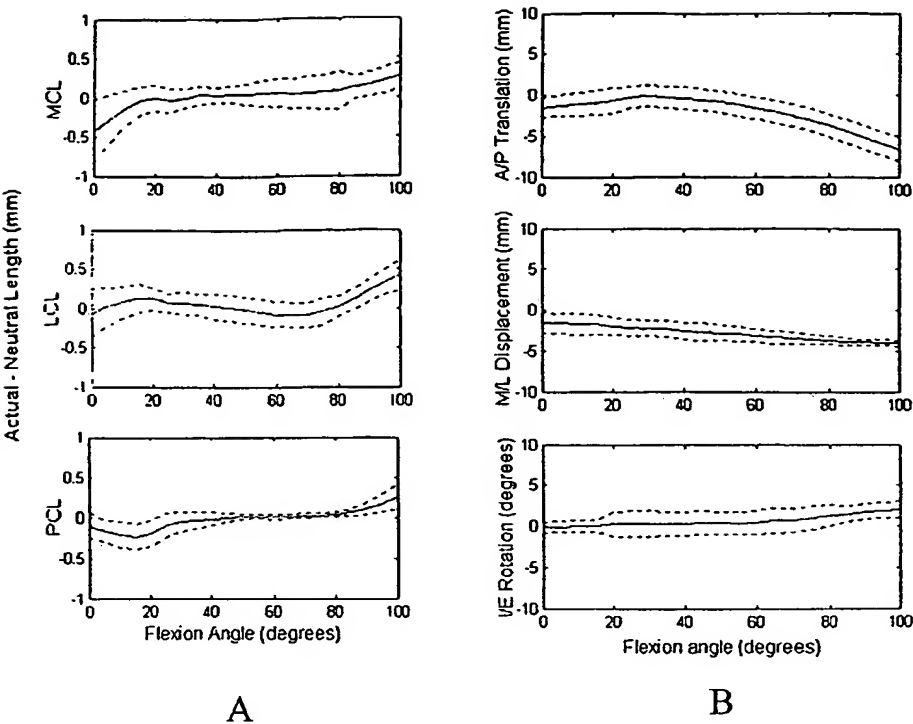 Actual - Neutral Length (mm)
MCL
1
0.5
0
-0.5
-1
0 20 40 60 80 100
LCL
1
0.5
0
-0.5
-1
0 20 40 60 80 100
PCL
1
0.5
0
-0.5
-1
0 20 40 60 80 100
Flexion Angle (degrees)
A
A/P Translation (mm)
10
5
0
-5
-10
0 20 40 60 80 100
M/L Displacement (mm)
10
5
0
-5
-10
0 20 40 60 80 100
I/E Rotation (degrees)
10
5
0
-5
-10
0 20 40 60 80 100
Flexion angle (degrees)
B